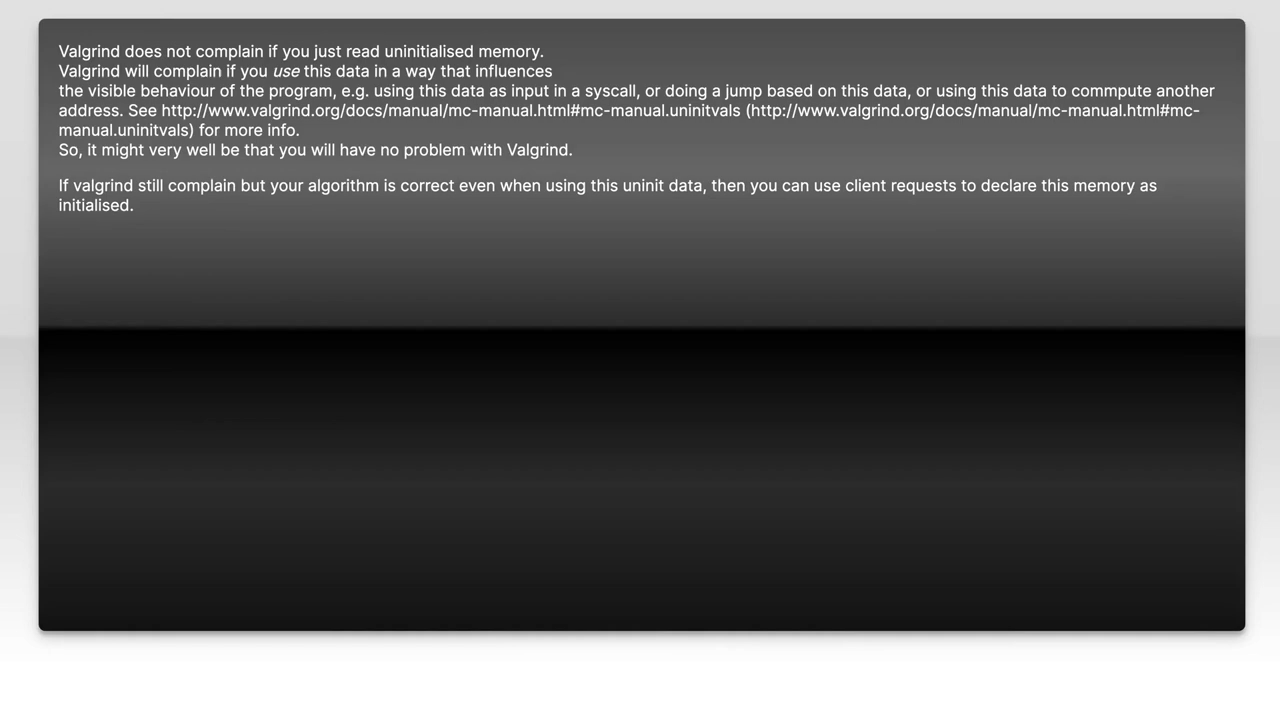 Valgrind does not complain if you just read uninitialised memory.
Valgrind will complain if you use this data in a way that influences
the visible behaviour of the program, e.g. using this data as input in a syscall, or doing a jump based on this data, or using this data to commpute another
address. See http://www.valgrind.org/docs/manual/mc-manual.html#mc-manual.uninitvals (http://www.valgrind.org/docs/manual/mc-manual.html#mc-
manual.uninitvals) for more info.
So, it might very well be that you will have no problem with Valgrind.
If valgrind still complain but your algorithm is correct even when using this uninit data, then you can use client requests to declare this memory as
initialised.